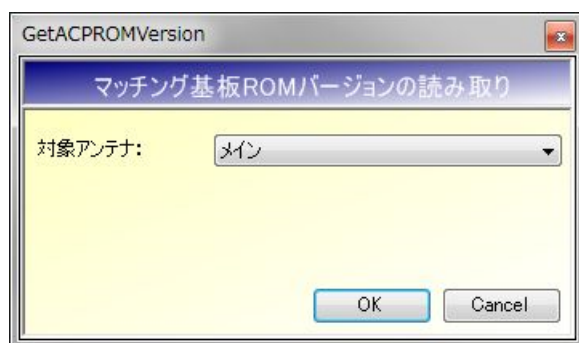 GetACPROMVersion
マッチング基板ROMバージョンの読み取り
対象アンテナ: メイン
OK Cancel